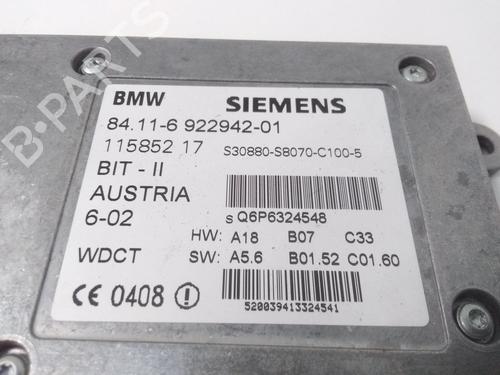 B-PARTS
BMW SIEMENS
84.11-6 922942-01
115852 17 S30880-S8070-C100-5
BIT - II
AUSTRIA
6-02
s Q6P6324548
HW: A18 B07 C33
WDCT SW: A5.6 B01.52 C01.60
CE 0408
520039413324541